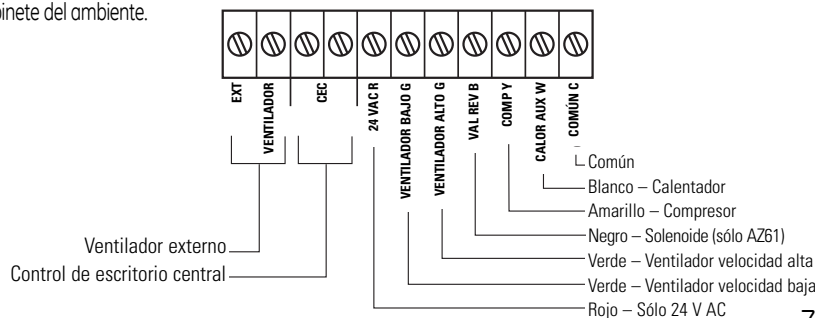 binete del ambiente.
EXT
VENTILADOR
CEC
24 VAC R
VENTILADOR BAJO G
VENTILADOR ALTO G
VAL REV B
COMP Y
CALOR AUX W
COMÚN C
Común
Blanco – Calentador
Amarillo – Compresor
Negro – Solenoide (sólo AZ61)
Verde – Ventilador velocidad alta
Verde – Ventilador velocidad baja
Rojo – Sólo 24 V AC
Ventilador externo
Control de escritorio central